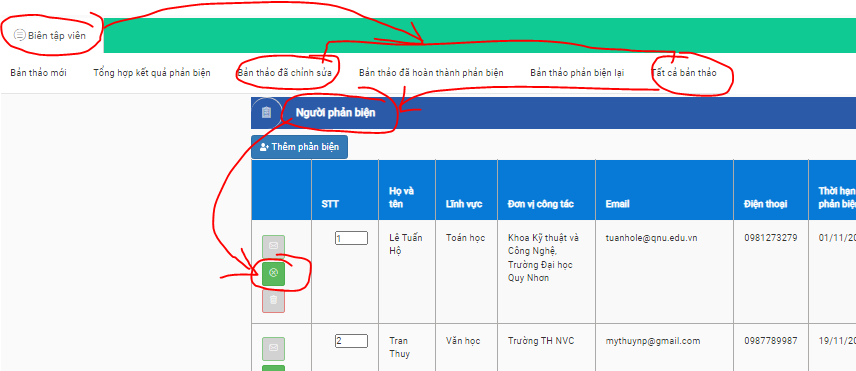 Biên tập viên
Bản thảo mới Tổng hợp kết quả phản biện Bản thảo đã chỉnh sửa Bản thảo đã hoàn thành phản biện Bản thảo phản biện lại Tất cả bản thảo
Người phản biện
Thêm phản biện
STT Họ và tên Lĩnh vực Đơn vị công tác Email Điện thoại Thời hạn phản biệ
1 Lê Tuấn Hộ Toán học Khoa Kỹ thuật và Công Nghệ, Trường Đại học Quy Nhơn tuanhole@qnu.edu.vn 0981273279 01/11/20
2 Tran Thuy Văn học Trường TH NVC mythuynp@gmail.com 0987789987 19/11/20